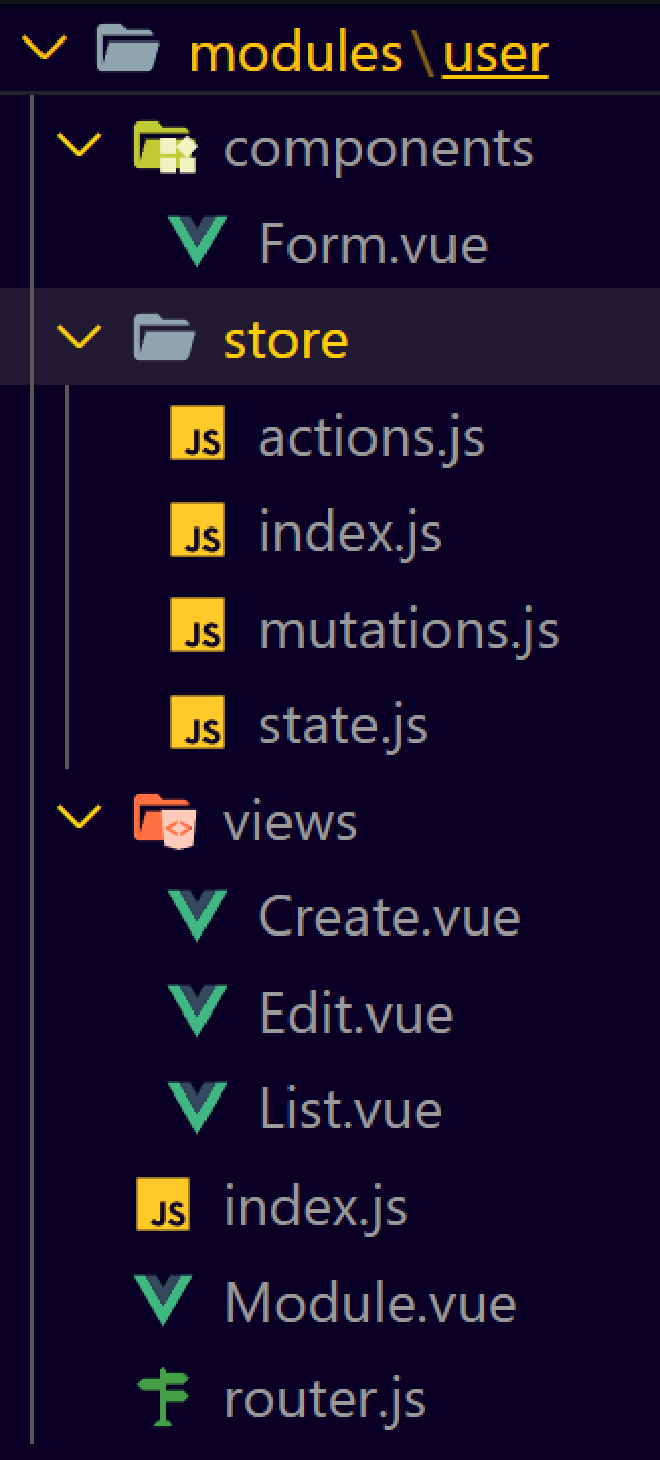 modules\user
components
Form.vue
store
JS actions.js
JS index.js
JS mutations.js
JS state.js
<> views
Create.vue
Edit.vue
List.vue
JS index.js
Module.vue
router.js